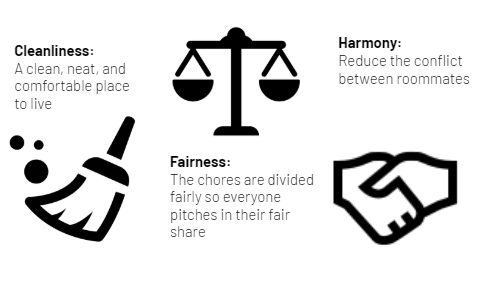 Cleanliness:
A clean, neat, and
comfortable place
to live
Fairness:
The chores are divided
fairly so everyone
pitches in their fair
share
Harmony:
Reduce the conflict
between roommates